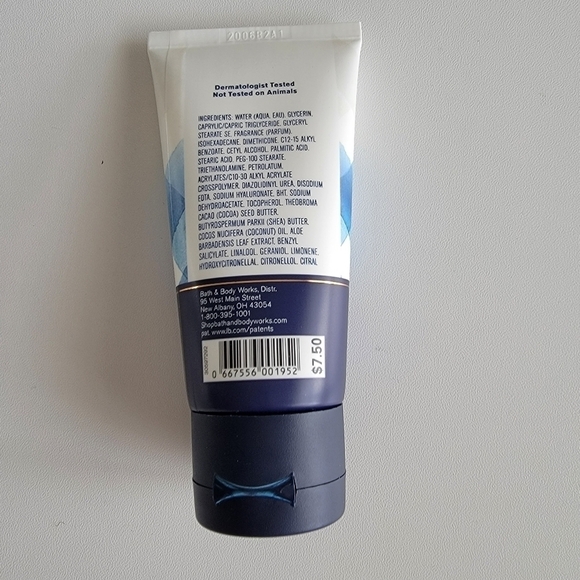 200602A1
Dermatologist Tested
Not Tested on Animals
INGREDIENTS: WATER (AQUA, EAU), GLYCERIN,
CAPRYLIC/CAPRIC TRIGLYCERIDE, GLYCERYL
STEARATE SE, FRAGRANCE (PARFUM),
ISOHEXADECANE, DIMETHICONE, C12-15 ALKYL
BENZOATE, CETYL ALCOHOL, PALMITIC ACID,
STEARIC ACID, PEG-100 STEARATE,
TRIETHANOLAMINE, PETROLATUM,
ACRYLATES/C10-30 ALKYL ACRYLATE
CROSSPOLYMER, DIAZOLIDINYL UREA, DISODIUM
EDTA, SODIUM HYALURONATE, BHT, SODIUM
DEHYDROACETATE, TOCOPHEROL, THEOBROMA
CACAO (COCOA) SEED BUTTER,
BUTYROSPERMUM PARKII (SHEA) BUTTER,
COCOS NUCIFERA (COCONUT) OIL, ALOE
BARBADENSIS LEAF EXTRACT, BENZYL
SALICYLATE, LINALOOL, GERANIOL, LIMONENE,
HYDROXYCITRONELLAL, CITRONELLOL, CITRAL
Bath & Body Works, Distr.
95 West Main Street
New Albany, OH 43054
1-800-395-1001
Shopbathandbodyworks.com
pat. www.lb.com/patents
0 667556 001952
$7.50